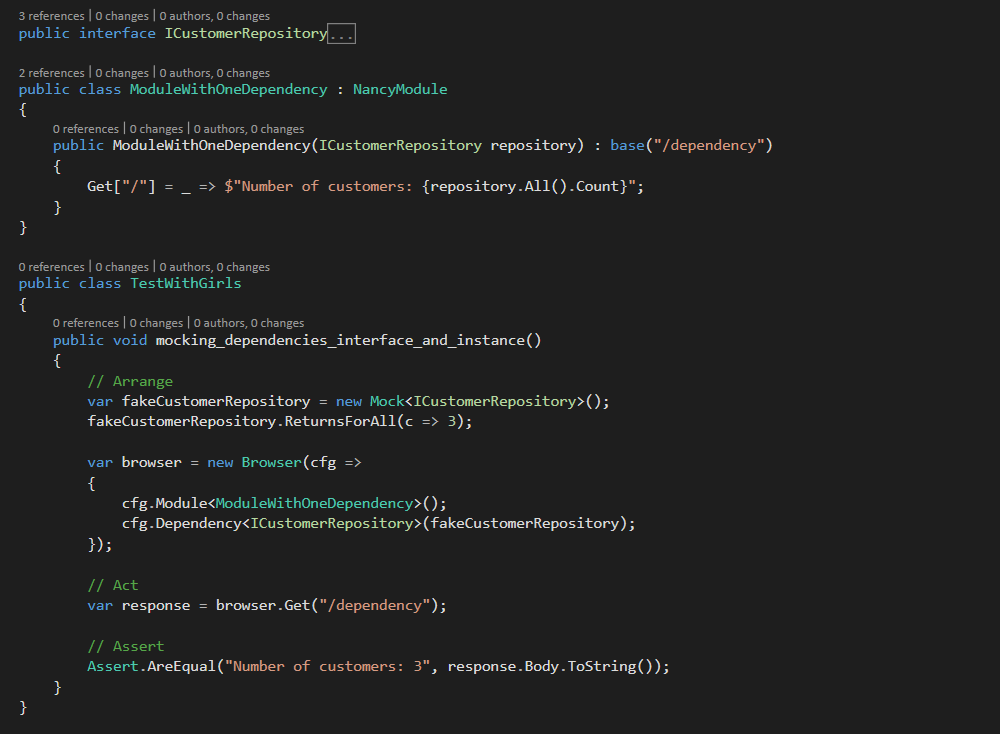 3 references | 0 changes | 0 authors, 0 changes
public interface ICustomerRepository...
2 references | 0 changes | 0 authors, 0 changes
public class ModuleWithOneDependency : NancyModule
{
0 references | 0 changes | 0 authors, 0 changes
public ModuleWithOneDependency(ICustomerRepository repository) : base("/dependency")
{
Get["/"] = _ => $"Number of customers: {repository.All().Count}";
}
}
0 references | 0 changes | 0 authors, 0 changes
public class TestWithGirls
{
0 references | 0 changes | 0 authors, 0 changes
public void mocking_dependencies_interface_and_instance()
{
// Arrange
var fakeCustomerRepository = new Mock<ICustomerRepository>();
fakeCustomerRepository.ReturnsForAll(c => 3);
var browser = new Browser(cfg =>
{
cfg.Module<ModuleWithOneDependency>();
cfg.Dependency<ICustomerRepository>(fakeCustomerRepository);
});
// Act
var response = browser.Get("/dependency");
// Assert
Assert.AreEqual("Number of customers: 3", response.Body.ToString());
}
}